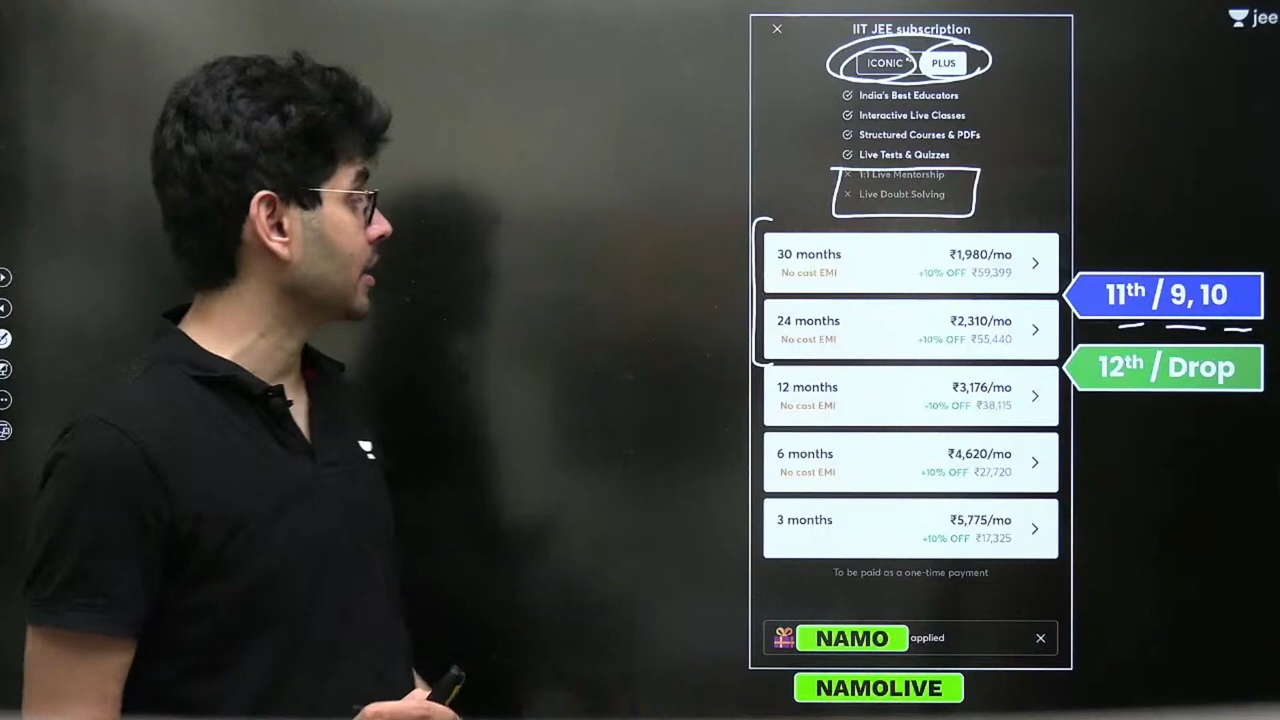 jee
IIT JEE subscription
ICONIC PLUS
India's Best Educators
Interactive Live Classes
Structured Courses & PDFs
Live Tests & Quizzes
1:1 Live Mentorship
Live Doubt Solving
30 months ₹1,980/mo
No cost EMI +10% OFF ₹59,399
11th / 9, 10
24 months ₹2,310/mo
No cost EMI +10% OFF ₹55,440
12th / Drop
12 months ₹3,176/mo
No cost EMI +10% OFF ₹38,115
6 months ₹4,620/mo
No cost EMI +10% OFF ₹27,720
3 months ₹5,775/mo
+10% OFF ₹17,325
To be paid as a one-time payment
NAMO applied
NAMOLIVE